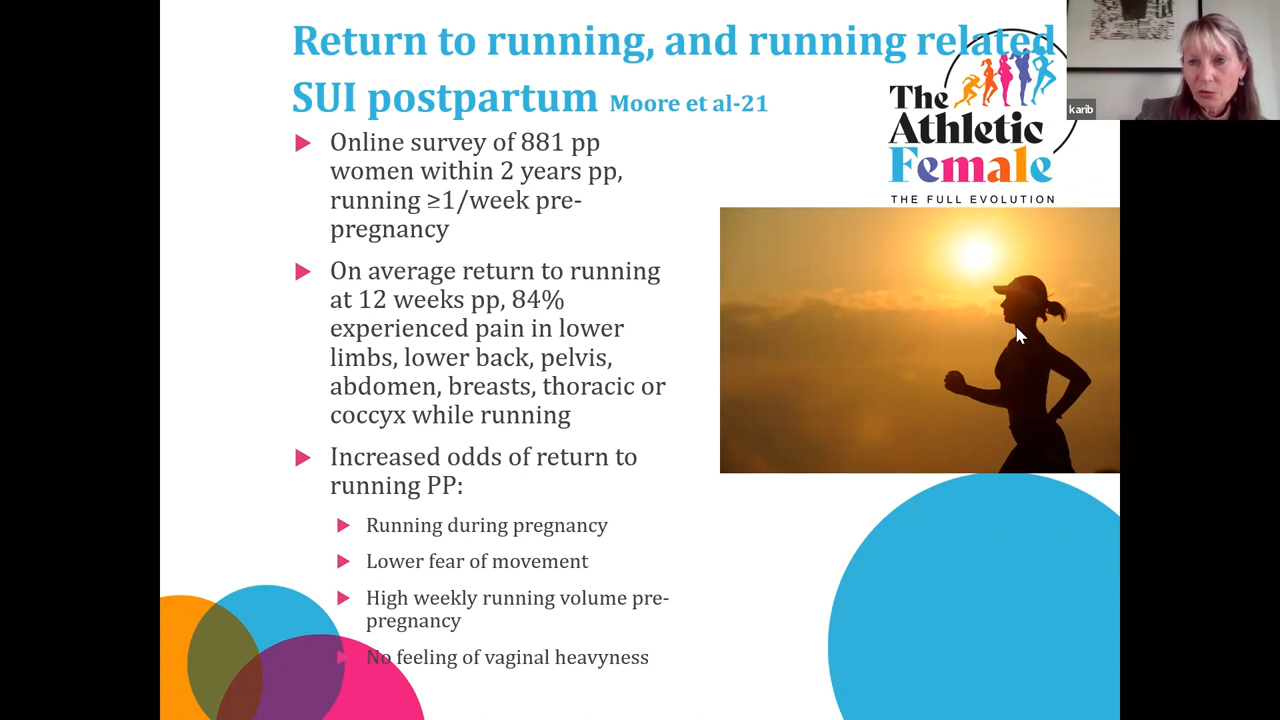 Return to running, and running related
SUI postpartum Moore et al-21
karib
The
Athletic
Female
THE FULL EVOLUTION
Online survey of 881 pp
women within 2 years pp,
running ≥1/week pre-
pregnancy
On average return to running
at 12 weeks pp, 84%
experienced pain in lower
limbs, lower back, pelvis,
abdomen, breasts, thoracic or
coccyx while running
Increased odds of return to
running PP:
Running during pregnancy
Lower fear of movement
High weekly running volume pre-
pregnancy
No feeling of vaginal heavyness